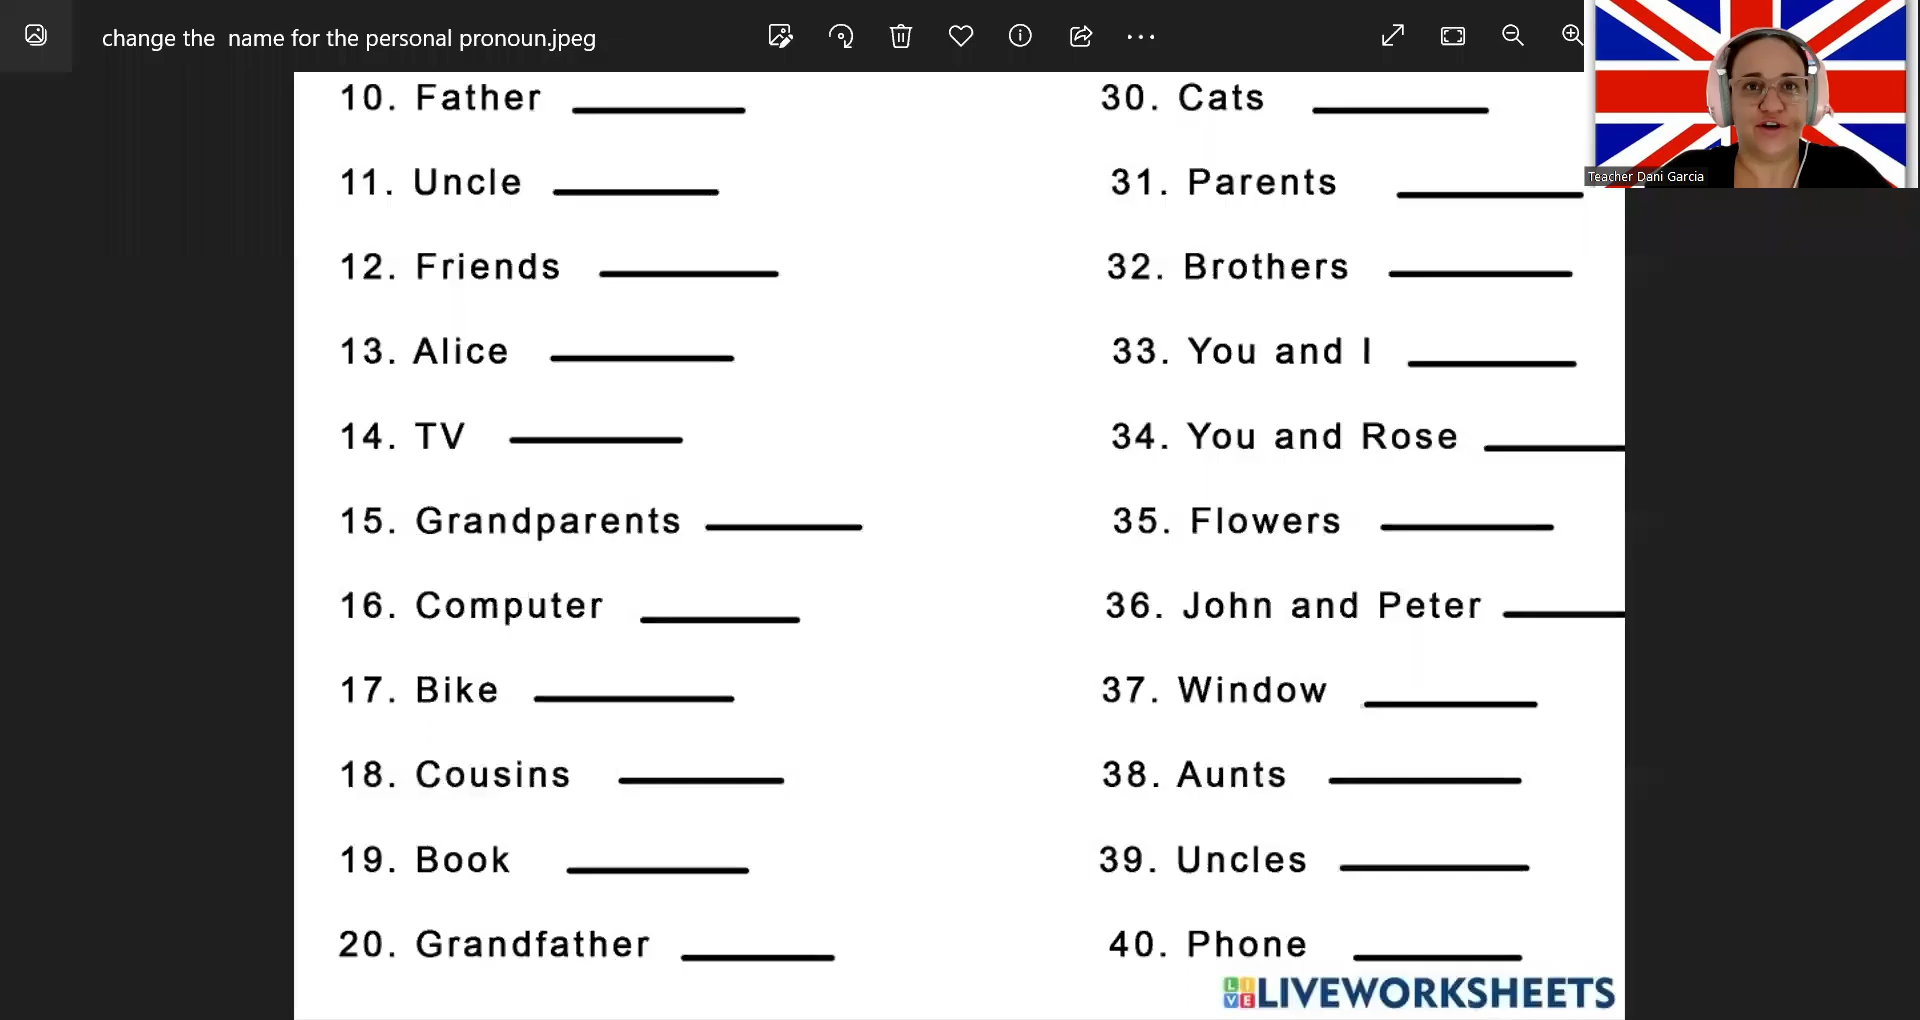 change the  name for the personal pronoun.jpeg
Teacher Dani Garcia
10. Father
11. Uncle
12. Friends
13. Alice
14. TV
15. Grandparents
16. Computer
17. Bike
18. Cousins
19. Book
20. Grandfather
30. Cats
31. Parents
32. Brothers
33. You and I
34. You and Rose
35. Flowers
36. John and Peter
37. Window
38. Aunts
39. Uncles
40. Phone
LIVE LIVEWORKSHEETS